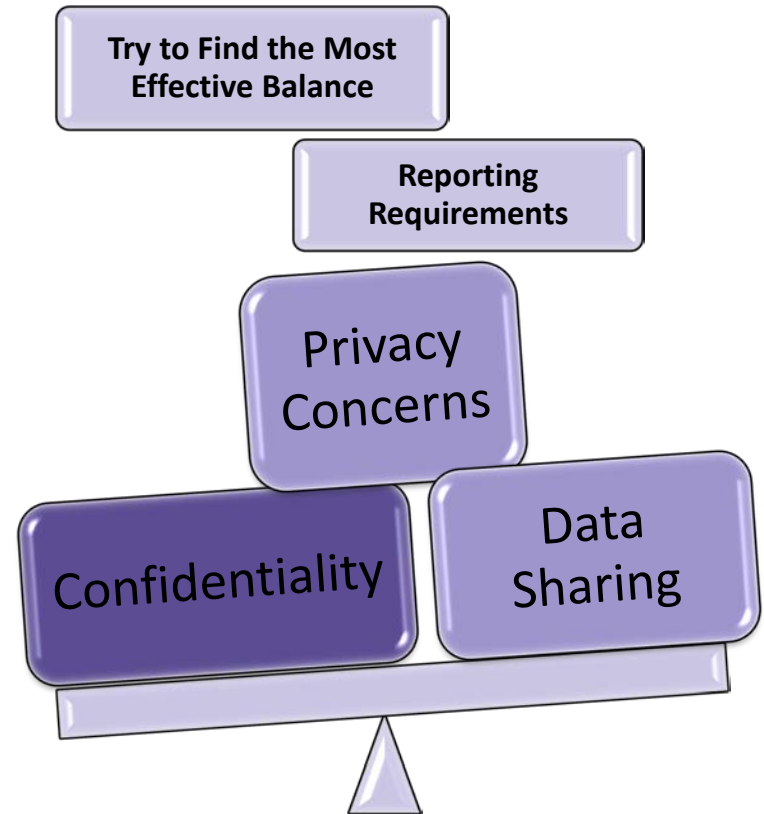 Try to Find the Most
Effective Balance
Reporting
Requirements
Privacy
Concerns
Confidentiality
Data
Sharing